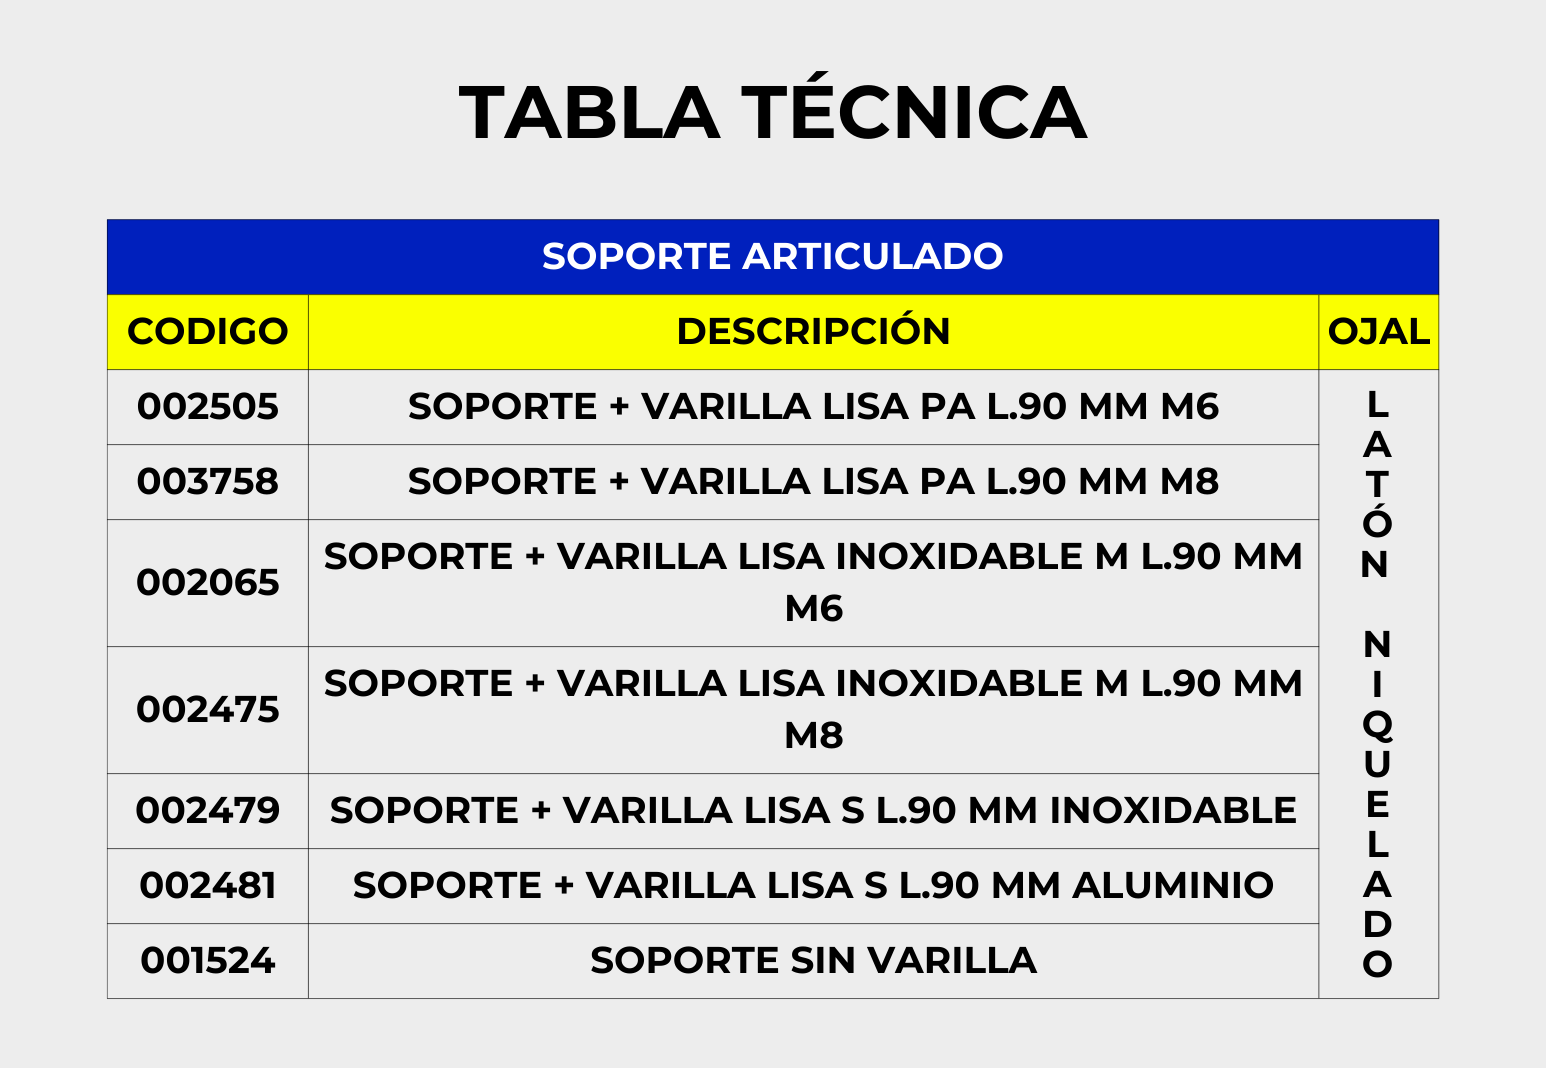 TABLA TÉCNICA
SOPORTE ARTICULADO
CODIGO DESCRIPCIÓN OJAL
002505 SOPORTE + VARILLA LISA PA L.90 MM M6
003758 SOPORTE + VARILLA LISA PA L.90 MM M8
002065 SOPORTE + VARILLA LISA INOXIDABLE M L.90 MM
M6
002475 SOPORTE + VARILLA LISA INOXIDABLE M L.90 MM
M8
002479 SOPORTE + VARILLA LISA S L.90 MM INOXIDABLE
002481 SOPORTE + VARILLA LISA S L.90 MM ALUMINIO
001524 SOPORTE SIN VARILLA
LATÓN NIQUELADO